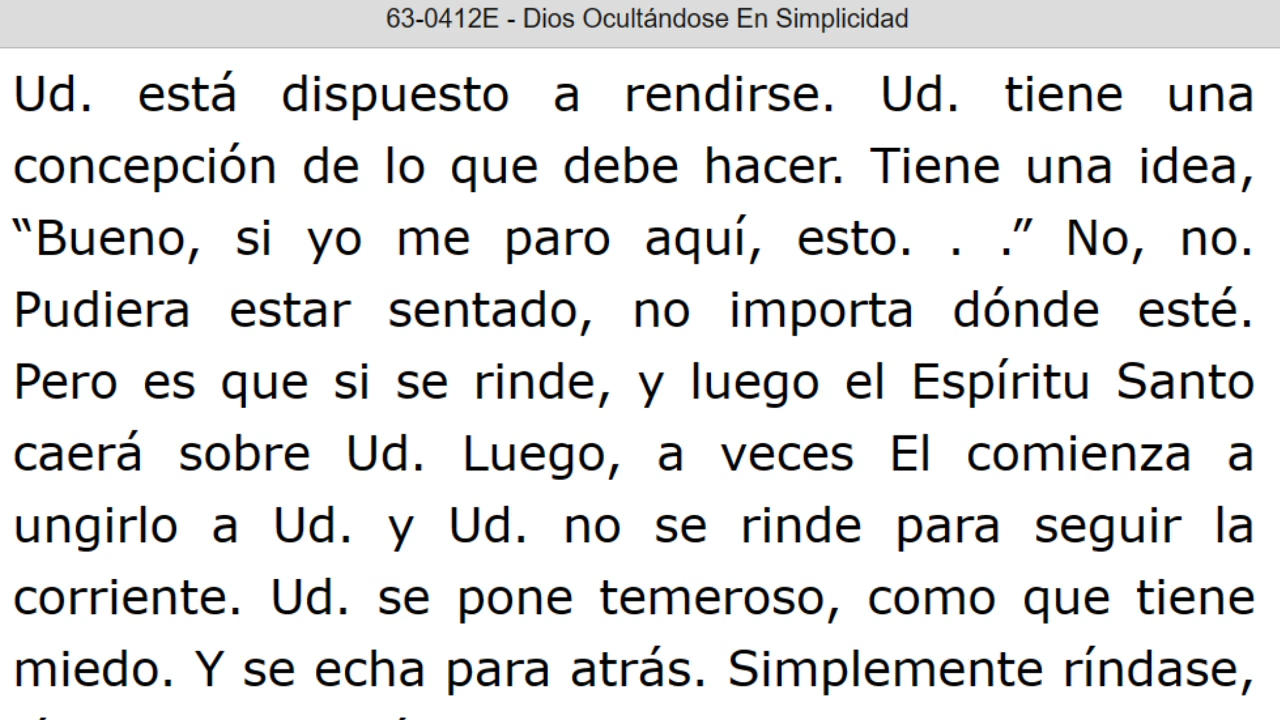 63-0412E - Dios Ocultándose En Simplicidad
Ud. está dispuesto a rendirse. Ud. tiene una
concepción de lo que debe hacer. Tiene una idea,
“Bueno, si yo me paro aquí, esto. . .” No, no.
Pudiera estar sentado, no importa dónde esté.
Pero es que si se rinde, y luego el Espíritu Santo
caerá sobre Ud. Luego, a veces El comienza a
ungirlo a Ud. y Ud. no se rinde para seguir la
corriente. Ud. se pone temeroso, como que tiene
miedo. Y se echa para atrás. Simplemente ríndase,